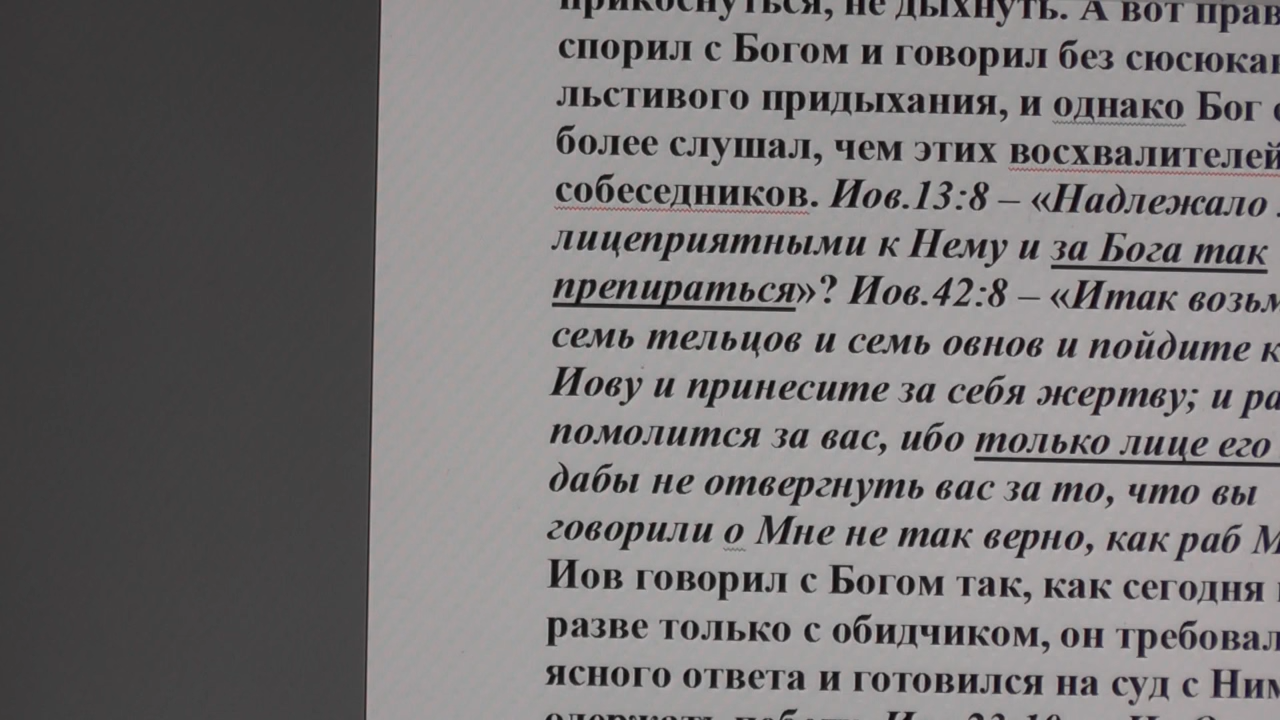 прикоснуться, не дыхнуть. А вот
спорил с Богом и говорил без
льстивого придыхания, и однако Бог
более слушал, чем этих восхвалителей
собеседников. Иов.13:8 – «Надлежало
лицеприятными к Нему и за Бога так
препираться»? Иов.42:8 – «Итак
семь тельцов и семь овнов и пойдите к
Иову и принесите за себя жертву; и
помолится за вас, ибо только лице его
дабы не отвергнуть вас за то, что вы
говорили о Мне не так верно, как раб
Иов говорил с Богом так, как сегодня
разве только с обидчиком, он требовал
ясного ответа и готовился на суд с Ним